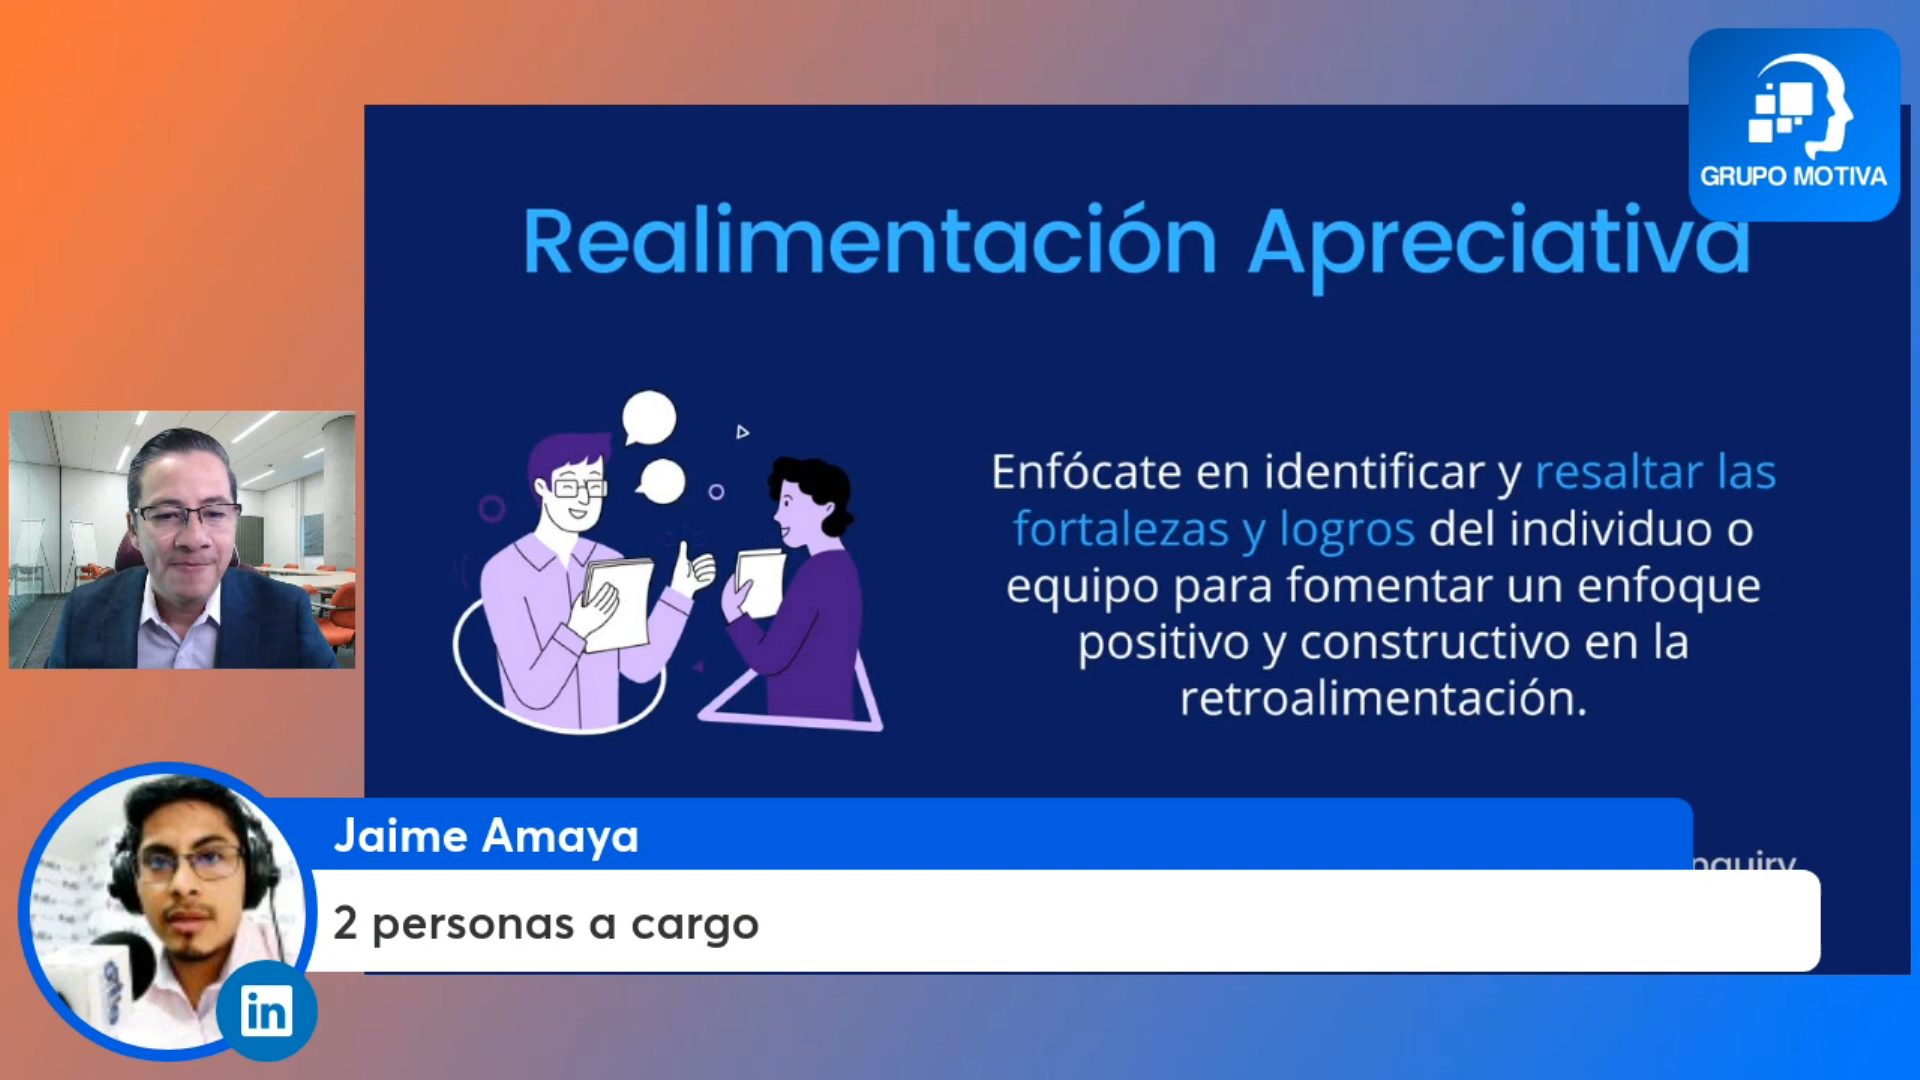 GRUPO MOTIVA
Realimentación Apreciativa
Enfócate en identificar y resaltar las
fortalezas y logros del individuo o
equipo para fomentar un enfoque
positivo y constructivo en la
retroalimentación.
Jaime Amaya
2 personas a cargo
in